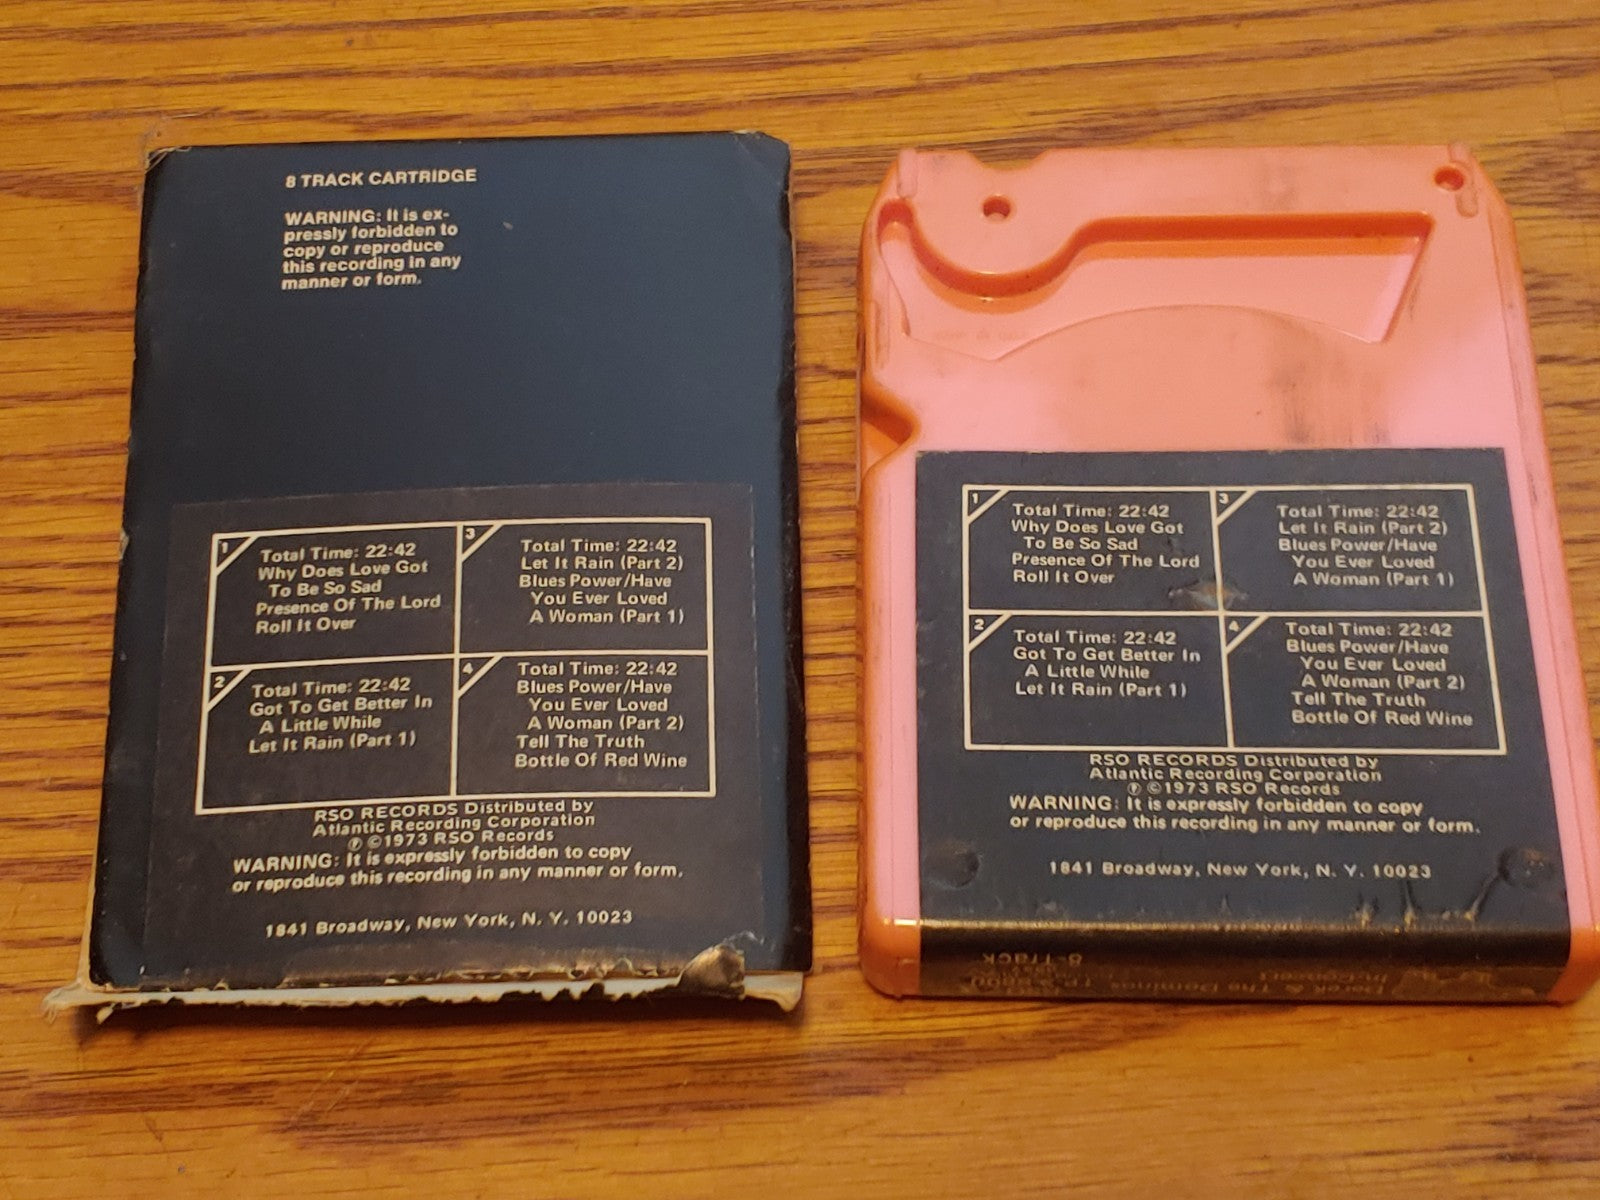 8 TRACK CARTRIDGE
WARNING: It is ex-
pressly forbidden to
copy or reproduce
this recording in any
manner or form.
1
Total Time: 22:42
Why Does Love Got
To Be So Sad
Presence Of The Lord
Roll It Over
2
Total Time: 22:42
Got To Get Better In
A Little While
Let It Rain (Part 1)
3
Total Time: 22:42
Let It Rain (Part 2)
Blues Power/Have
You Ever Loved
A Woman (Part 1)
4
Total Time: 22:42
Blues Power/Have
You Ever Loved
A Woman (Part 2)
Tell The Truth
Bottle Of Red Wine
RSO RECORDS Distributed by
Atlantic Recording Corporation
℗ ©1973 RSO Records
WARNING: It is expressly forbidden to copy
or reproduce this recording in any manner or form.
1841 Broadway, New York, N. Y. 10023
1
Total Time: 22:42
Why Does Love Got
To Be So Sad
Presence Of The Lord
Roll It Over
2
Total Time: 22:42
Got To Get Better In
A Little While
Let It Rain (Part 1)
3
Total Time: 22:42
Let It Rain (Part 2)
Blues Power/Have
You Ever Loved
A Woman (Part 1)
4
Total Time: 22:42
Blues Power/Have
You Ever Loved
A Woman (Part 2)
Tell The Truth
Bottle Of Red Wine
RSO RECORDS Distributed by
Atlantic Recording Corporation
℗ ©1973 RSO Records
WARNING: It is expressly forbidden to copy
or reproduce this recording in any manner or form.
1841 Broadway, New York, N. Y. 10023
8-Track
Derek & The Dominos
In Concert